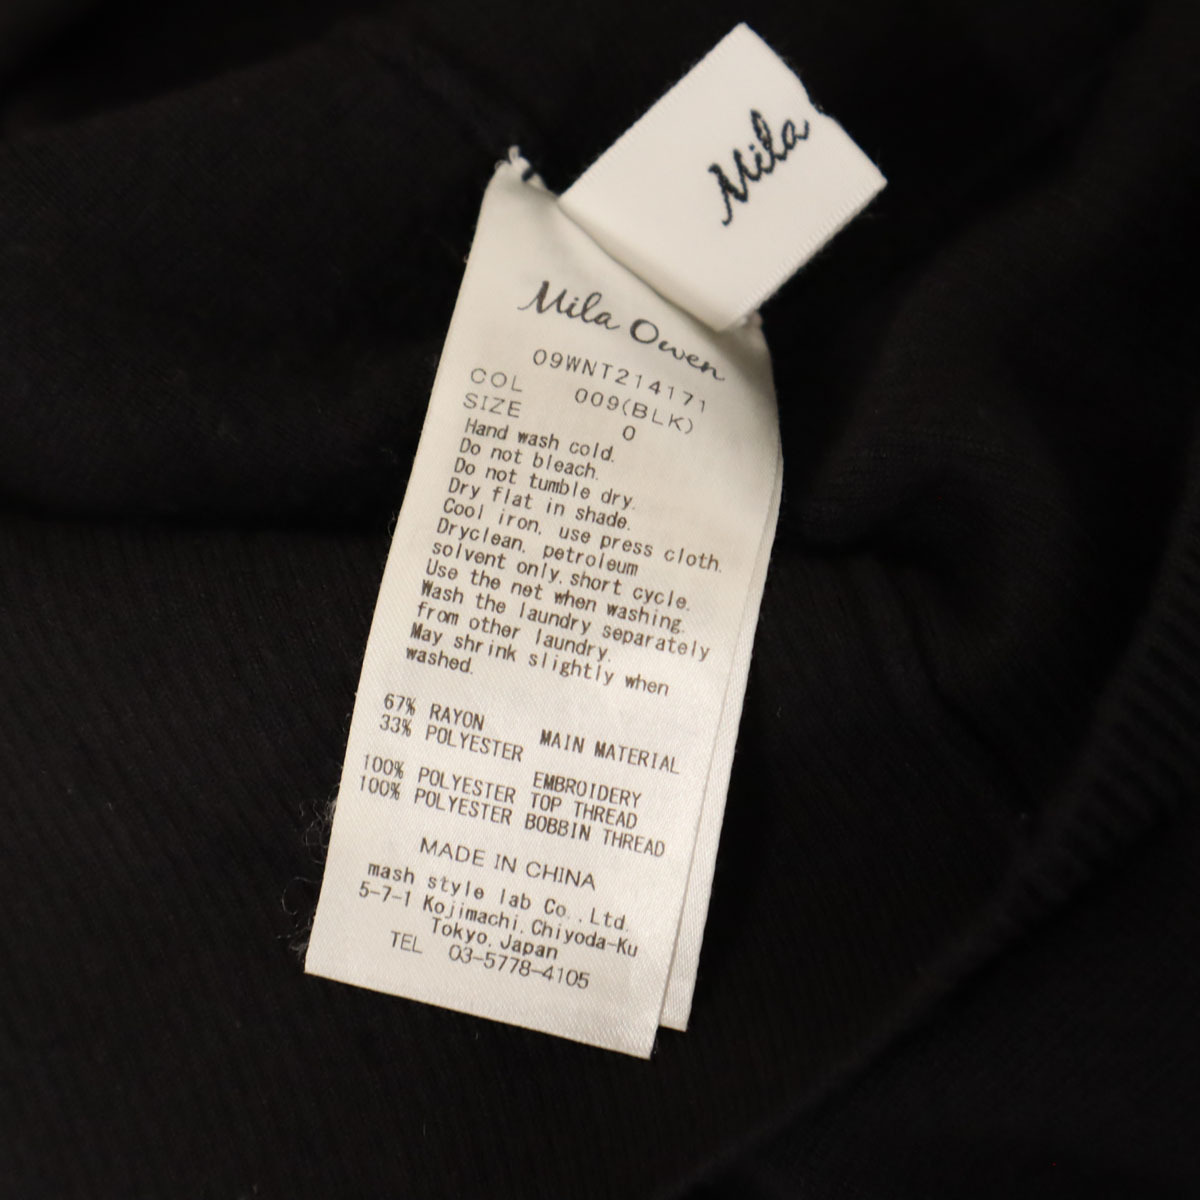 Mila
Mila Owen
09WNT214171
COL 009(BLK)
SIZE 0
Hand wash cold.
Do not bleach.
Do not tumble dry.
Dry flat in shade.
Cool iron, use press cloth.
Dryclean, petroleum
solvent only, short cycle.
Use the net when washing.
Wash the laundry separately
from other laundry.
May shrink slightly when
washed.
67% RAYON
33% POLYESTER MAIN MATERIAL
100% POLYESTER EMBROIDERY TOP THREAD
100% POLYESTER BOBBIN THREAD
MADE IN CHINA
mash style lab Co.,Ltd.
5-7-1 Kojimachi, Chiyoda-Ku
Tokyo, Japan
TEL 03-5778-4105